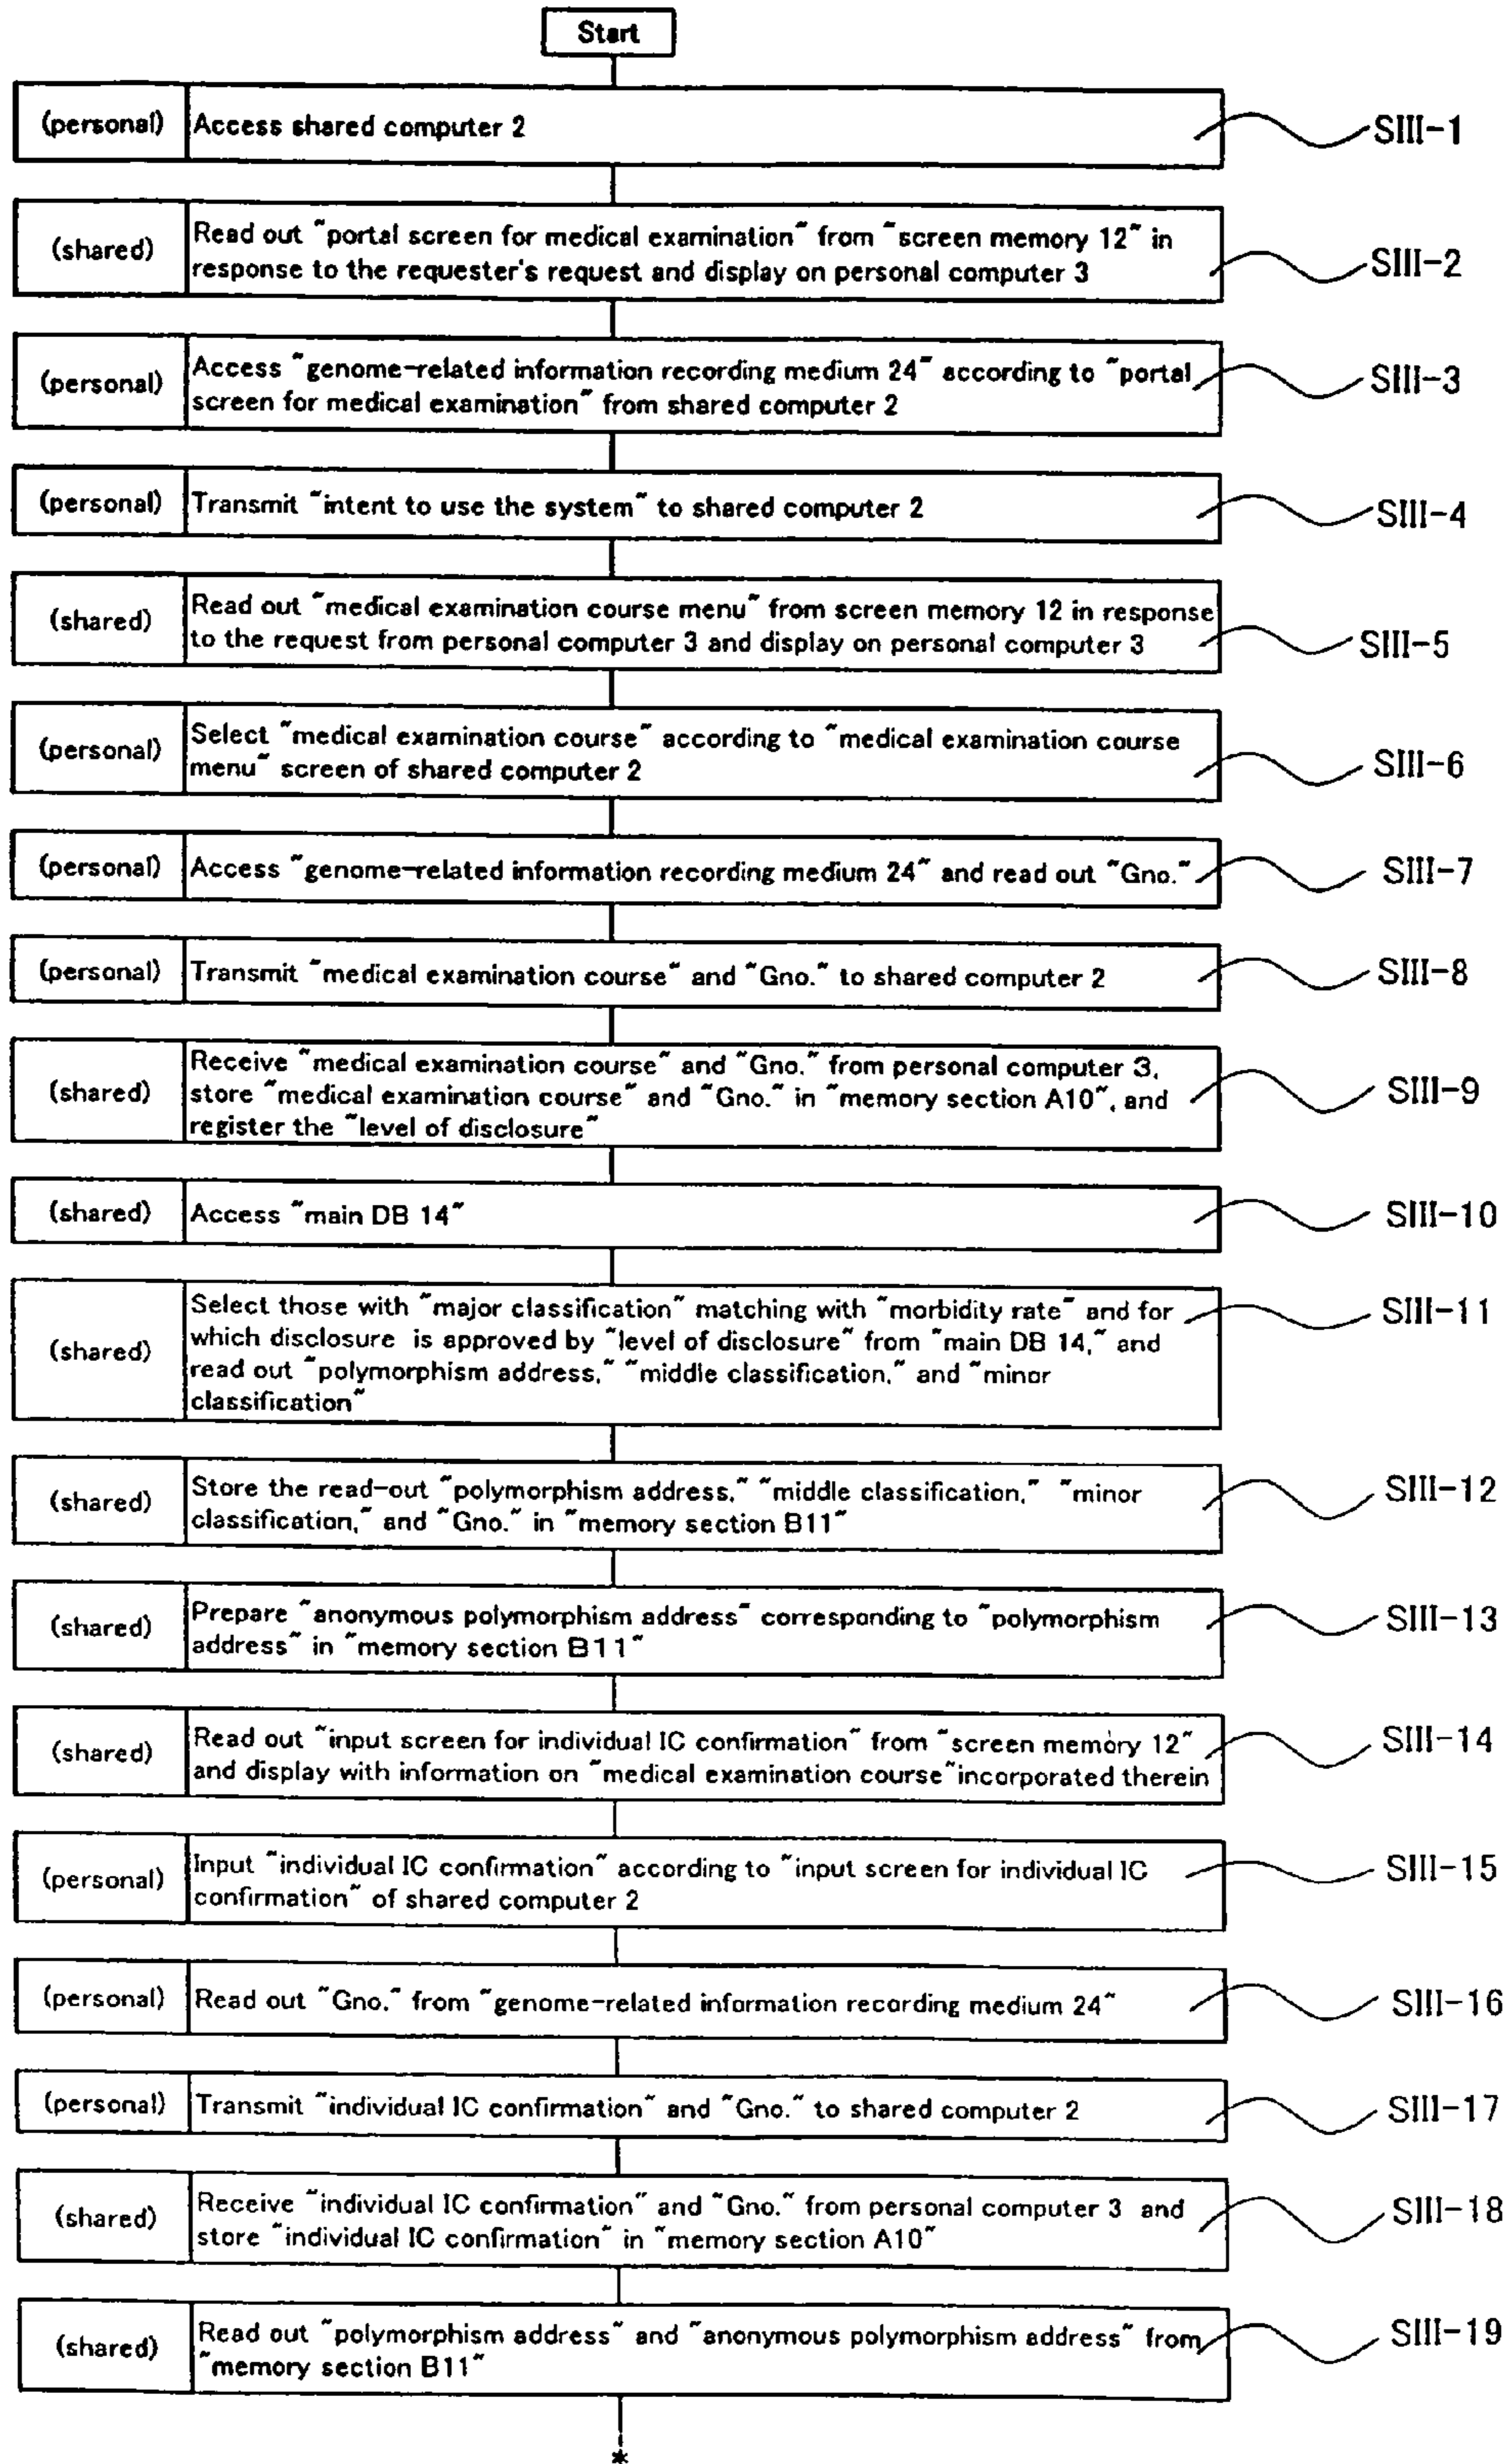 Start
(personal) Access shared computer 2 SIII-1
(shared) Read out "portal screen for medical examination" from "screen memory 12" in
response to the requester's request and display on personal computer 3 SIII-2
(personal) Access "genome-related information recording medium 24" according to "portal
screen for medical examination" from shared computer 2 SIII-3
(personal) Transmit "intent to use the system" to shared computer 2 SIII-4
(shared) Read out "medical examination course menu" from screen memory 12 in response
to the request from personal computer 3 and display on personal computer 3 SIII-5
(personal) Select "medical examination course" according to "medical examination course
menu" screen of shared computer 2 SIII-6
(personal) Access "genome-related information recording medium 24" and read out "Gno." SIII-7
(personal) Transmit "medical examination course" and "Gno." to shared computer 2 SIII-8
(shared) Receive "medical examination course" and "Gno." from personal computer 3,
store "medical examination course" and "Gno." in "memory section A10", and
register the "level of disclosure" SIII-9
(shared) Access "main DB 14" SIII-10
(shared) Select those with "major classification" matching with "morbidity rate" and for
which disclosure is approved by "level of disclosure" from "main DB 14," and
read out "polymorphism address," "middle classification," and "minor
classification" SIII-11
(shared) Store the read-out "polymorphism address," "middle classification," "minor
classification," and "Gno." in "memory section B11" SIII-12
(shared) Prepare "anonymous polymorphism address" corresponding to "polymorphism
address" in "memory section B11" SIII-13
(shared) Read out "input screen for individual IC confirmation" from "screen memory 12"
and display with information on "medical examination course"incorporated therein SIII-14
(personal) Input "individual IC confirmation" according to "input screen for individual IC
confirmation" of shared computer 2 SIII-15
(personal) Read out "Gno." from "genome-related information recording medium 24" SIII-16
(personal) Transmit "individual IC confirmation" and "Gno." to shared computer 2 SIII-17
(shared) Receive "individual IC confirmation" and "Gno." from personal computer 3 and
store "individual IC confirmation" in "memory section A10" SIII-18
(shared) Read out "polymorphism address" and "anonymous polymorphism address" from
"memory section B11" SIII-19
*